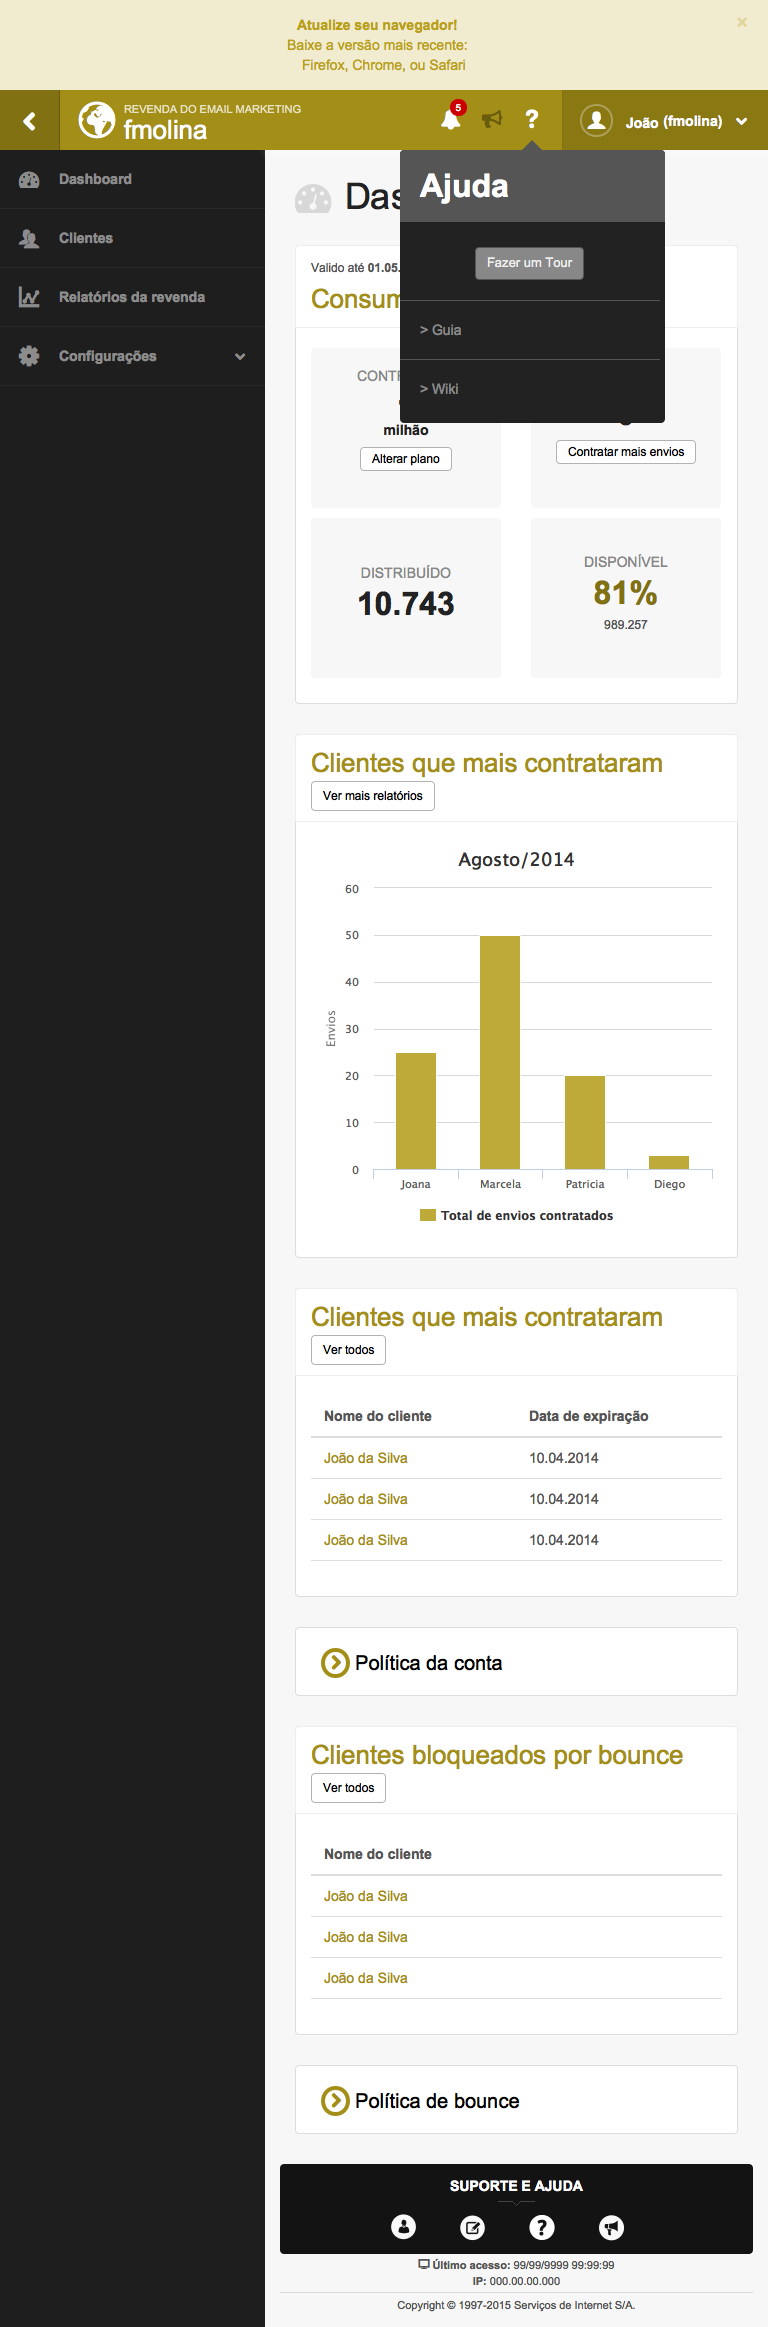 Atualize seu navegador!
Baixe a versão mais recente:
Firefox, Chrome, ou Safari
×
REVENDA DO EMAIL MARKETING
fmolina
5
?
João (fmolina)
Dashboard
Clientes
Relatórios da revenda
Configurações
Ajuda
Fazer um Tour
> Guia
> Wiki
Valido até 01.05.
milhão
Alterar plano
Contratar mais envios
DISTRIBUÍDO
10.743
DISPONÍVEL
81%
989.257
Clientes que mais contrataram
Ver mais relatórios
Agosto/2014
Envios
60
50
40
30
20
10
0
Joana Marcela Patricia Diego
Total de envios contratados
Clientes que mais contrataram
Ver todos
Nome do cliente Data de expiração
João da Silva 10.04.2014
João da Silva 10.04.2014
João da Silva 10.04.2014
Política da conta
Clientes bloqueados por bounce
Ver todos
Nome do cliente
João da Silva
João da Silva
João da Silva
Política de bounce
SUPORTE E AJUDA
?
Último acesso: 99/99/9999 99:99:99
IP: 000.00.00.000
Copyright © 1997-2015 Serviços de Internet S/A.